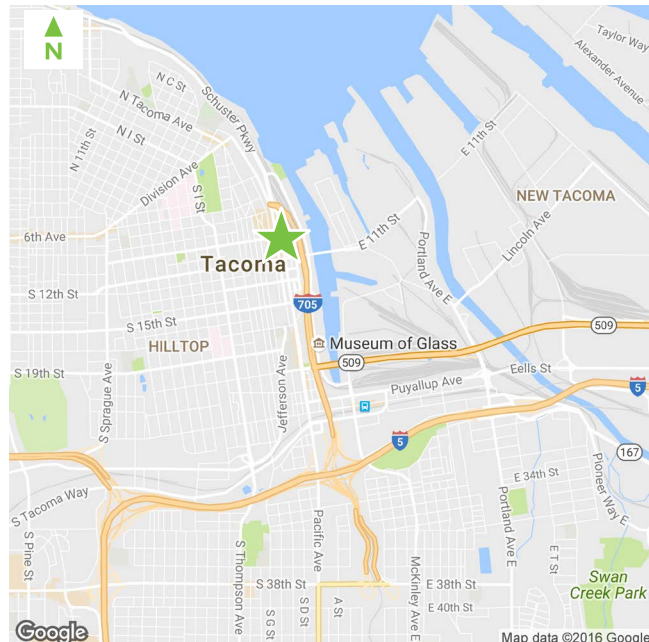 N
Taylor Way
Alexander Avenue
N C St
Schuster Pkwy
N Tacoma Ave
N 11th St
N I St
E 11th St
Division Ave
S I St
NEW TACOMA
6th Ave
E 11th St
Portland Ave E
Lincoln Ave
Tacoma
S 12th St
705
S 15th St
509
HILLTOP
Museum of Glass
509
S 19th St
Eells St
S Sprague Ave
Jefferson Ave
Puyallup Ave
5
5
167
E 34th St
Pioneer Way E
S Tacoma Way
S Pine St
S Thompson Ave
Pacific Ave
McKinley Ave E
Portland Ave E
E T St
S 38th St
E 38th St
Swan
Creek Park
S G St
S D St
A St
E 40th St
Google
Map data ©2016 Google